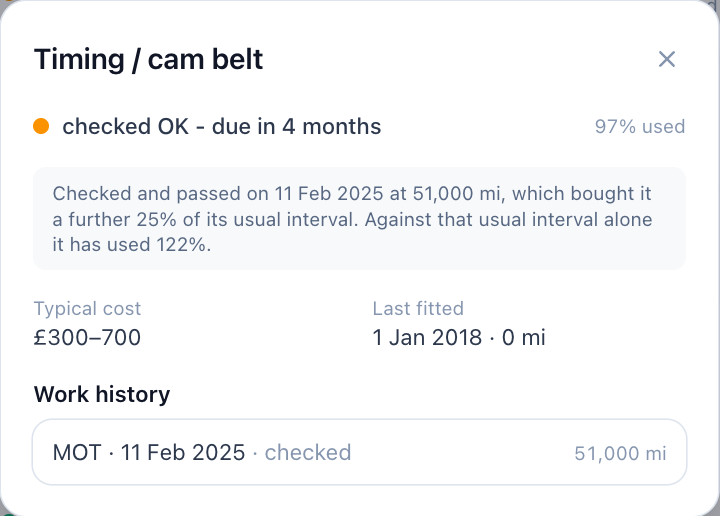 Timing / cam belt
checked OK - due in 4 months
97% used
Checked and passed on 11 Feb 2025 at 51,000 mi, which bought it
a further 25% of its usual interval. Against that usual interval alone
it has used 122%.
Typical cost
Last fitted
£300–700
1 Jan 2018 · 0 mi
Work history
MOT · 11 Feb 2025 · checked
51,000 mi